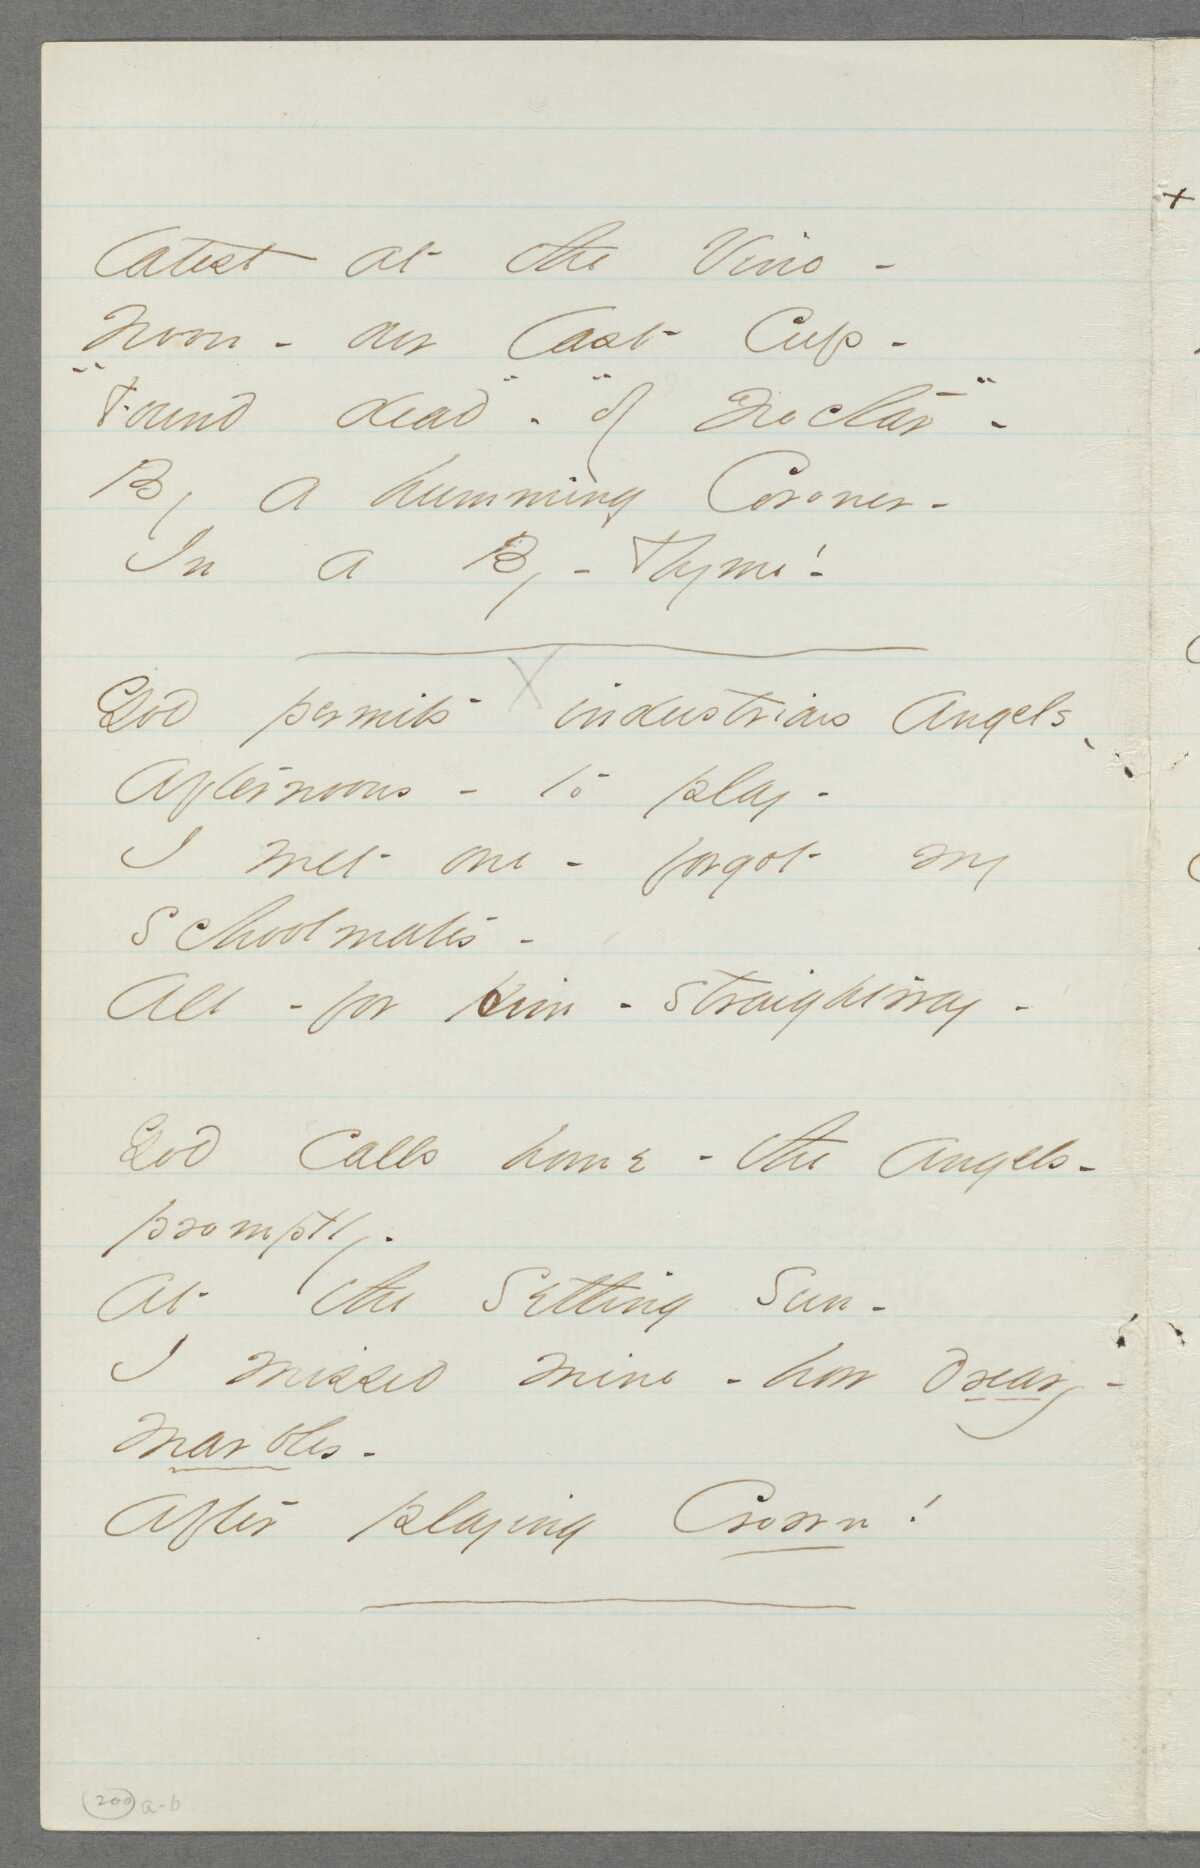 Latest at the Vine -
Noon - our Last Cup -
"Found dead" - "of Nectar" -
By a humming Coroner -
In a By - Thyme!
X
God permits industrious Angels
Afternoons - to play -
I met one - forgot my
Schoolmates -
All - for Him - straightway -
God calls home - the Angels -
promptly -
At the Setting Sun -
I missed mine - how dreary -
Marbles -
After playing Crown!
200 a-b
+